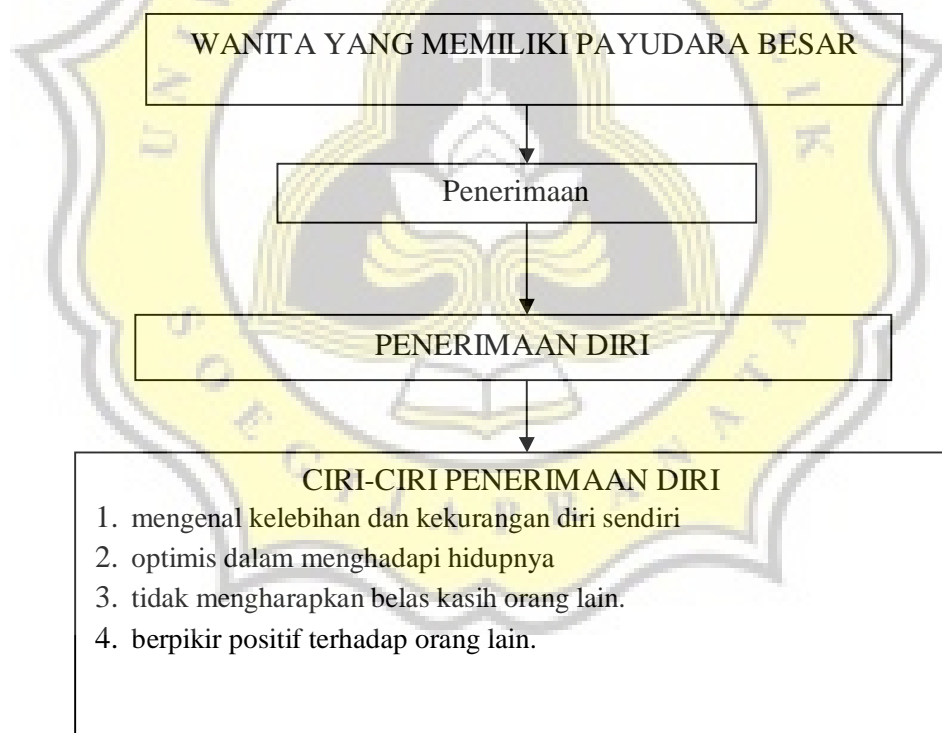 WANITA YANG MEMILIKI PAYUDARA BESAR
Penerimaan
PENERIMAAN DIRI
CIRI-CIRI PENERIMAAN DIRI
1. mengenal kelebihan dan kekurangan diri sendiri
2. optimis dalam menghadapi hidupnya
3. tidak mengharapkan belas kasih orang lain.
4. berpikir positif terhadap orang lain.